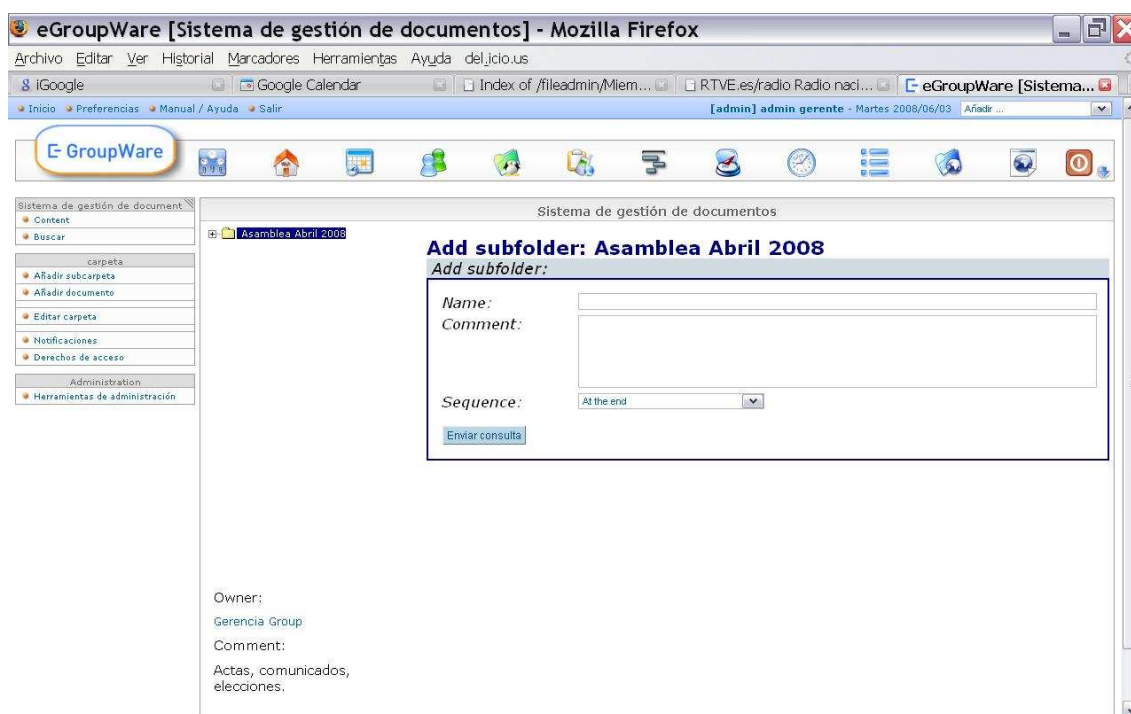 eGroupWare [Sistema de gestión de documentos] - Mozilla Firefox
Archivo Editar Ver Historial Marcadores Herramientas Ayuda del.icio.us
iGoogle Google Calendar Index of /fileadmin/Miem... RTVE.es/radio Radio naci... eGroupWare [Sistema...
Inicio Preferencias Manual / Ayuda Salir [admin] admin gerente - Martes 2008/06/03 Añadir ...
GroupWare
Sistema de gestión de document
Content
Buscar
carpeta
Añadir subcarpeta
Añadir documento
Editar carpeta
Notificaciones
Derechos de acceso
Administration
Herramientas de administración
Sistema de gestión de documentos
Asamblea Abril 2008
Add subfolder: Asamblea Abril 2008
Add subfolder:
Name:
Comment:
Sequence: At the end
Enviar consulta
Owner:
Gerencia Group
Comment:
Actas, comunicados,
elecciones.